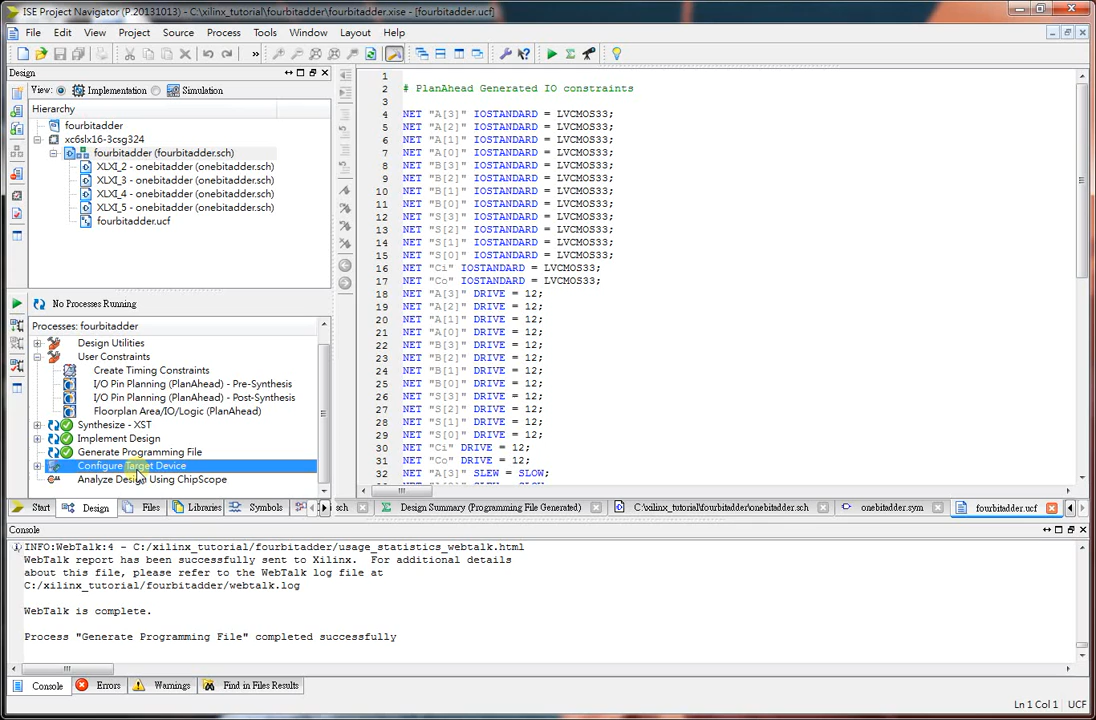 ISE Project Navigator (P.20131013) - C:\xilinx_tutorial\fourbitadder\fourbitadder.xise - [fourbitadder.ucf]
File Edit View Project Source Process Tools Window Layout Help
Design
View: Implementation Simulation
Hierarchy
fourbitadder
xc6slx16-3csg324
fourbitadder (fourbitadder.sch)
XLXI_2 - onebitadder (onebitadder.sch)
XLXI_3 - onebitadder (onebitadder.sch)
XLXI_4 - onebitadder (onebitadder.sch)
XLXI_5 - onebitadder (onebitadder.sch)
fourbitadder.ucf
No Processes Running
Processes: fourbitadder
Design Utilities
User Constraints
Create Timing Constraints
I/O Pin Planning (PlanAhead) - Pre-Synthesis
I/O Pin Planning (PlanAhead) - Post-Synthesis
Floorplan Area/IO/Logic (PlanAhead)
Synthesize - XST
Implement Design
Generate Programming File
Configure Target Device
Analyze Design Using ChipScope
Start Design Files Libraries Symbols
1
2 # PlanAhead Generated IO constraints
3
4 NET "A[3]" IOSTANDARD = LVCMOS33;
5 NET "A[2]" IOSTANDARD = LVCMOS33;
6 NET "A[1]" IOSTANDARD = LVCMOS33;
7 NET "A[0]" IOSTANDARD = LVCMOS33;
8 NET "B[3]" IOSTANDARD = LVCMOS33;
9 NET "B[2]" IOSTANDARD = LVCMOS33;
10 NET "B[1]" IOSTANDARD = LVCMOS33;
11 NET "B[0]" IOSTANDARD = LVCMOS33;
12 NET "S[3]" IOSTANDARD = LVCMOS33;
13 NET "S[2]" IOSTANDARD = LVCMOS33;
14 NET "S[1]" IOSTANDARD = LVCMOS33;
15 NET "S[0]" IOSTANDARD = LVCMOS33;
16 NET "Ci" IOSTANDARD = LVCMOS33;
17 NET "Co" IOSTANDARD = LVCMOS33;
18 NET "A[3]" DRIVE = 12;
19 NET "A[2]" DRIVE = 12;
20 NET "A[1]" DRIVE = 12;
21 NET "A[0]" DRIVE = 12;
22 NET "B[3]" DRIVE = 12;
23 NET "B[2]" DRIVE = 12;
24 NET "B[1]" DRIVE = 12;
25 NET "B[0]" DRIVE = 12;
26 NET "S[3]" DRIVE = 12;
27 NET "S[2]" DRIVE = 12;
28 NET "S[1]" DRIVE = 12;
29 NET "S[0]" DRIVE = 12;
30 NET "Ci" DRIVE = 12;
31 NET "Co" DRIVE = 12;
32 NET "A[3]" SLEW = SLOW;
sch Design Summary (Programming File Generated) C:\xilinx_tutorial\fourbitadder\onebitadder.sch onebitadder.sym fourbitadder.ucf
Console
INFO:WebTalk:4 - C:/xilinx_tutorial/fourbitadder/usage_statistics_webtalk.html
WebTalk report has been successfully sent to Xilinx. For additional details
about this file, please refer to the WebTalk log file at
C:/xilinx_tutorial/fourbitadder/webtalk.log
WebTalk is complete.
Process "Generate Programming File" completed successfully
Console Errors Warnings Find in Files Results
Ln 1 Col 1 UCF